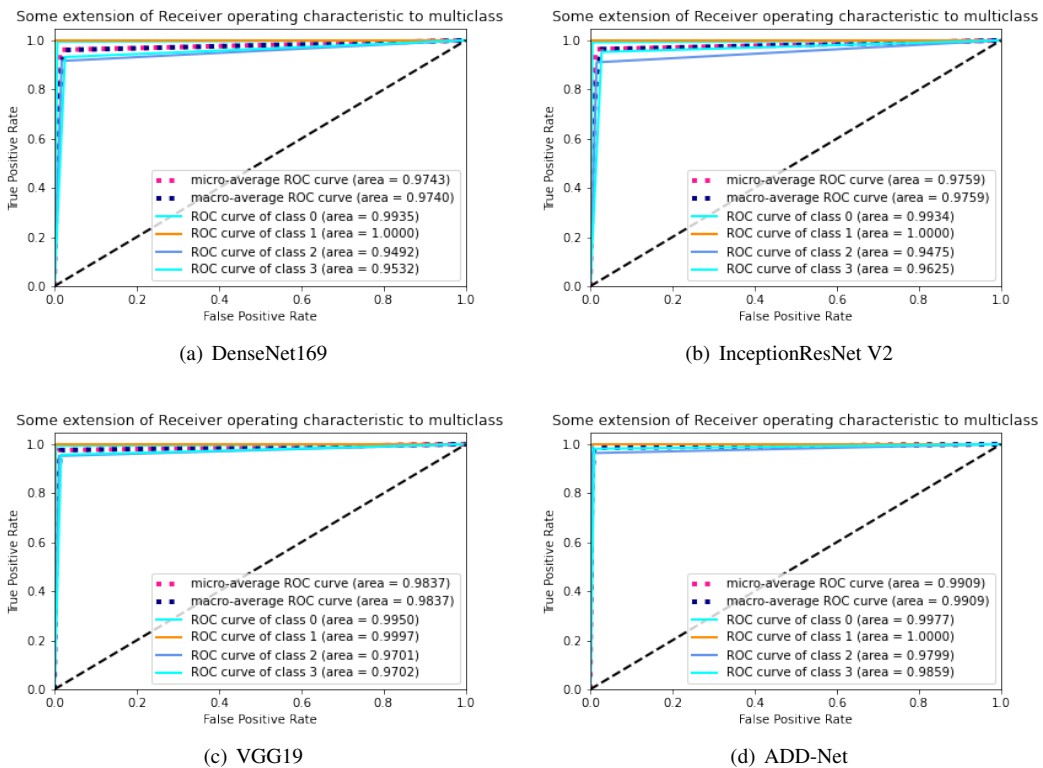 Some extension of Receiver operating characteristic to multiclass
1.0
0.8
0.6
0.4
0.2
0.0
True Positive Rate
micro-average ROC curve (area = 0.9743)
macro-average ROC curve (area = 0.9740)
ROC curve of class 0 (area = 0.9935)
ROC curve of class 1 (area = 1.0000)
ROC curve of class 2 (area = 0.9492)
ROC curve of class 3 (area = 0.9532)
0.0 0.2 0.4 0.6 0.8 1.0
False Positive Rate
(a) DenseNet169
Some extension of Receiver operating characteristic to multiclass
1.0
0.8
0.6
0.4
0.2
0.0
True Positive Rate
micro-average ROC curve (area = 0.9759)
macro-average ROC curve (area = 0.9759)
ROC curve of class 0 (area = 0.9934)
ROC curve of class 1 (area = 1.0000)
ROC curve of class 2 (area = 0.9475)
ROC curve of class 3 (area = 0.9625)
0.0 0.2 0.4 0.6 0.8 1.0
False Positive Rate
(b) InceptionResNet V2
Some extension of Receiver operating characteristic to multiclass
1.0
0.8
0.6
0.4
0.2
0.0
True Positive Rate
micro-average ROC curve (area = 0.9837)
macro-average ROC curve (area = 0.9837)
ROC curve of class 0 (area = 0.9950)
ROC curve of class 1 (area = 0.9997)
ROC curve of class 2 (area = 0.9701)
ROC curve of class 3 (area = 0.9702)
0.0 0.2 0.4 0.6 0.8 1.0
False Positive Rate
(c) VGG19
Some extension of Receiver operating characteristic to multiclass
1.0
0.8
0.6
0.4
0.2
0.0
True Positive Rate
micro-average ROC curve (area = 0.9909)
macro-average ROC curve (area = 0.9909)
ROC curve of class 0 (area = 0.9977)
ROC curve of class 1 (area = 1.0000)
ROC curve of class 2 (area = 0.9799)
ROC curve of class 3 (area = 0.9859)
0.0 0.2 0.4 0.6 0.8 1.0
False Positive Rate
(d) ADD-Net